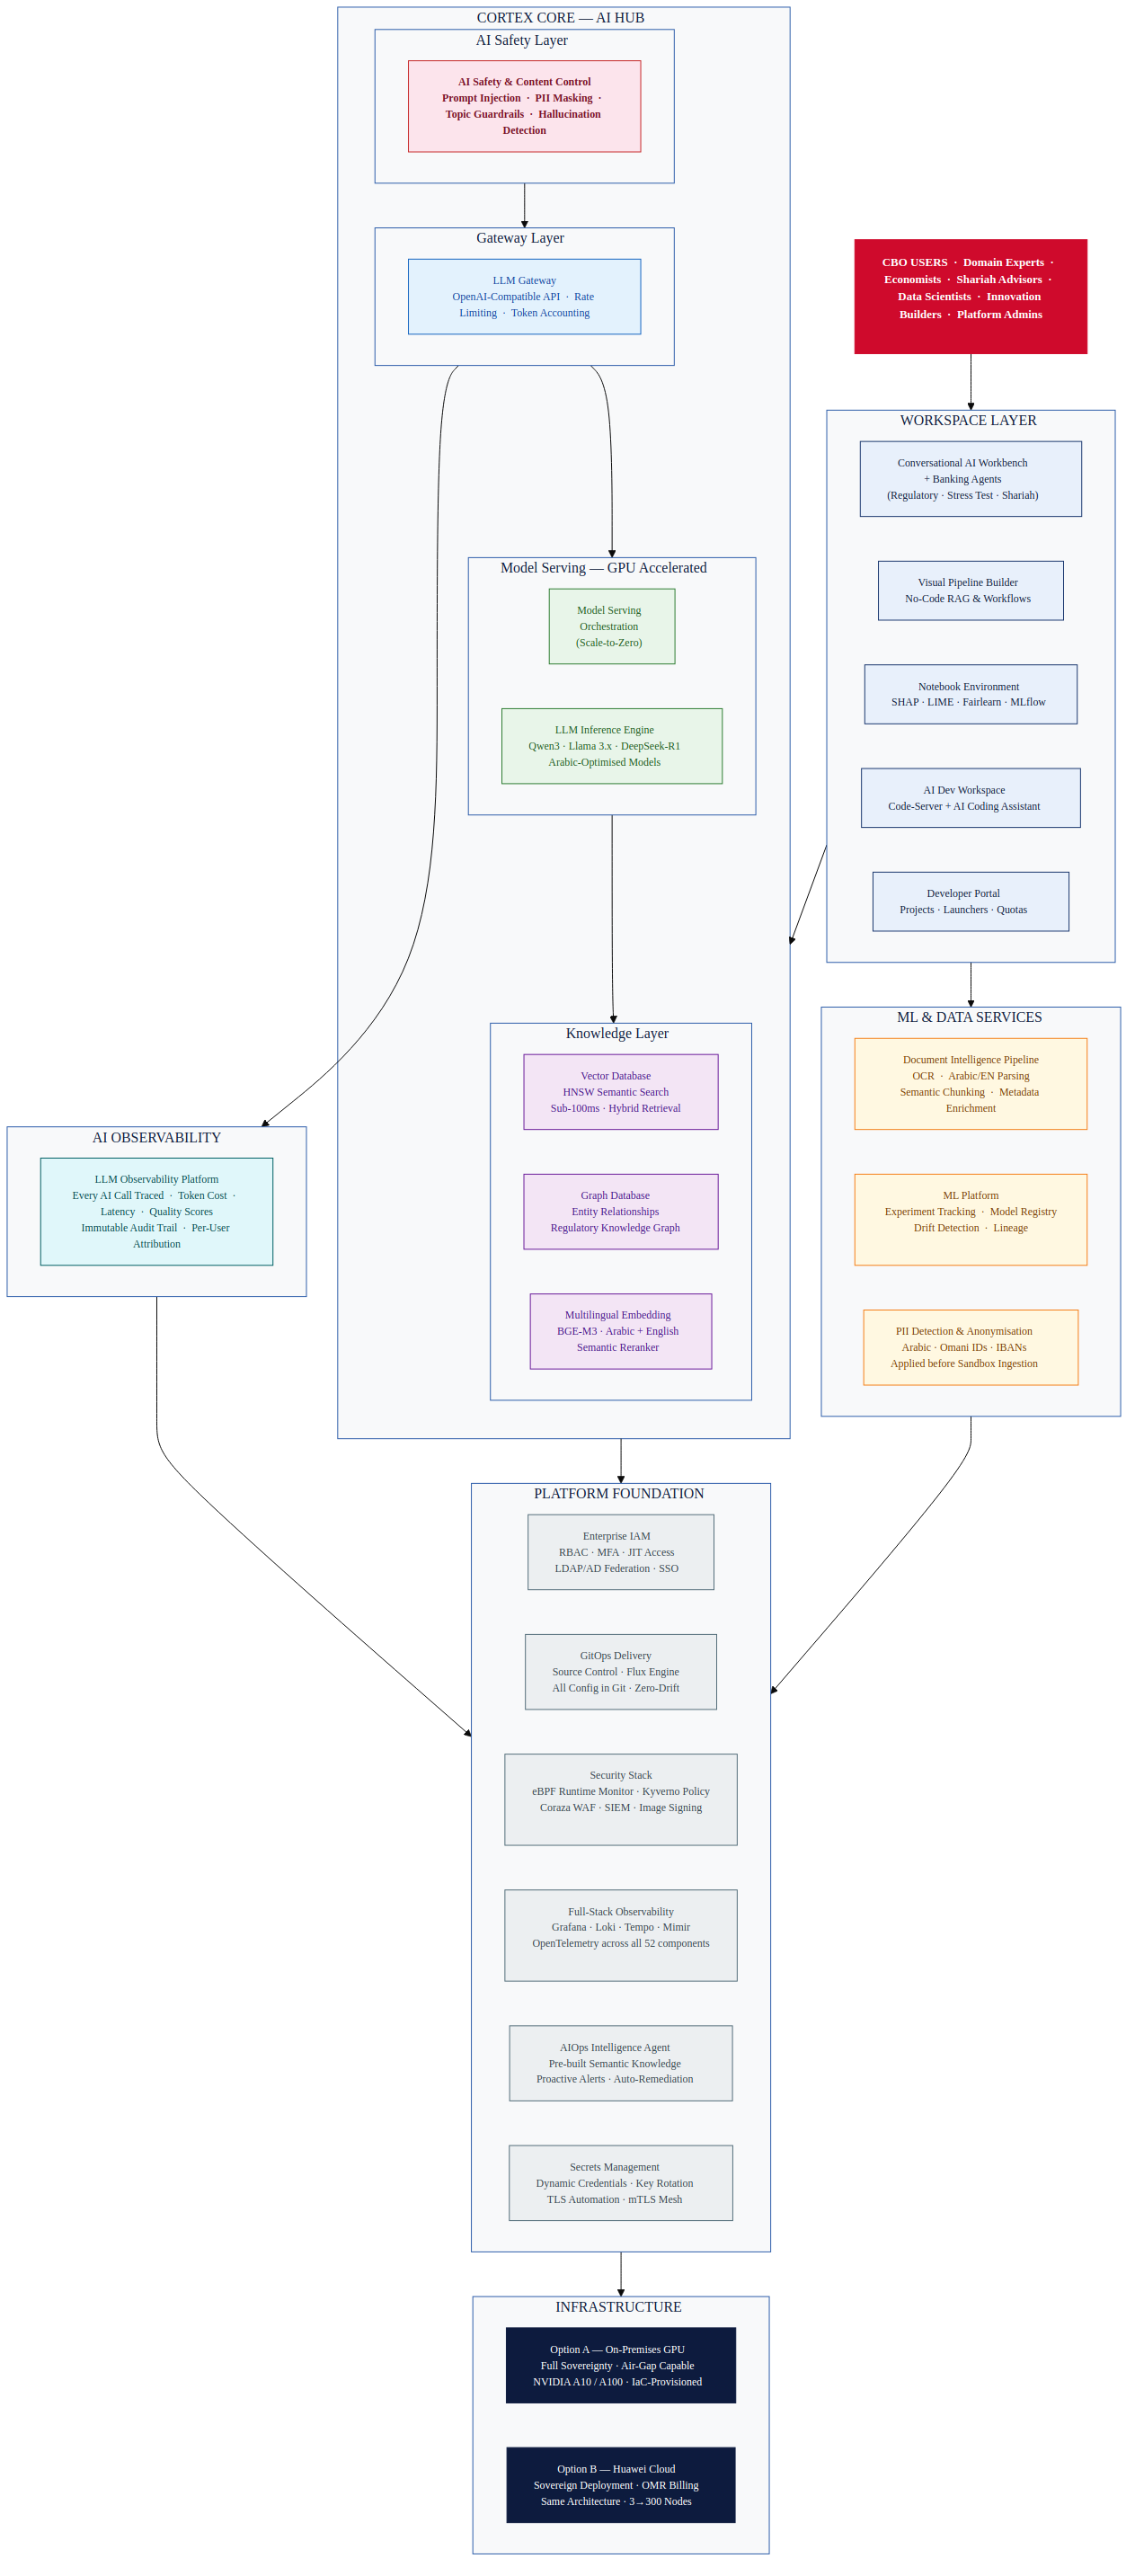 CORTEX CORE — AI HUB
AI Safety Layer
AI Safety & Content Control
Prompt Injection · PII Masking ·
Topic Guardrails · Hallucination
Detection
Gateway Layer
LLM Gateway
OpenAI-Compatible API · Rate
Limiting · Token Accounting
CBO USERS · Domain Experts ·
Economists · Shariah Advisors ·
Data Scientists · Innovation
Builders · Platform Admins
WORKSPACE LAYER
Conversational AI Workbench
+ Banking Agents
(Regulatory · Stress Test · Shariah)
Visual Pipeline Builder
No-Code RAG & Workflows
Notebook Environment
SHAP · LIME · Fairlearn · MLflow
AI Dev Workspace
Code-Server + AI Coding Assistant
Developer Portal
Projects · Launchers · Quotas
Model Serving — GPU Accelerated
Model Serving
Orchestration
(Scale-to-Zero)
LLM Inference Engine
Qwen3 · Llama 3.x · DeepSeek-R1
Arabic-Optimised Models
Knowledge Layer
Vector Database
HNSW Semantic Search
Sub-100ms · Hybrid Retrieval
Graph Database
Entity Relationships
Regulatory Knowledge Graph
Multilingual Embedding
BGE-M3 · Arabic + English
Semantic Reranker
ML & DATA SERVICES
Document Intelligence Pipeline
OCR · Arabic/EN Parsing
Semantic Chunking · Metadata
Enrichment
ML Platform
Experiment Tracking · Model Registry
Drift Detection · Lineage
PII Detection & Anonymisation
Arabic · Omani IDs · IBANs
Applied before Sandbox Ingestion
AI OBSERVABILITY
LLM Observability Platform
Every AI Call Traced · Token Cost ·
Latency · Quality Scores
Immutable Audit Trail · Per-User
Attribution
PLATFORM FOUNDATION
Enterprise IAM
RBAC · MFA · JIT Access
LDAP/AD Federation · SSO
GitOps Delivery
Source Control · Flux Engine
All Config in Git · Zero-Drift
Security Stack
eBPF Runtime Monitor · Kyverno Policy
Coraza WAF · SIEM · Image Signing
Full-Stack Observability
Grafana · Loki · Tempo · Mimir
OpenTelemetry across all 52 components
AIOps Intelligence Agent
Pre-built Semantic Knowledge
Proactive Alerts · Auto-Remediation
Secrets Management
Dynamic Credentials · Key Rotation
TLS Automation · mTLS Mesh
INFRASTRUCTURE
Option A — On-Premises GPU
Full Sovereignty · Air-Gap Capable
NVIDIA A10 / A100 · IaC-Provisioned
Option B — Huawei Cloud
Sovereign Deployment · OMR Billing
Same Architecture · 3→300 Nodes